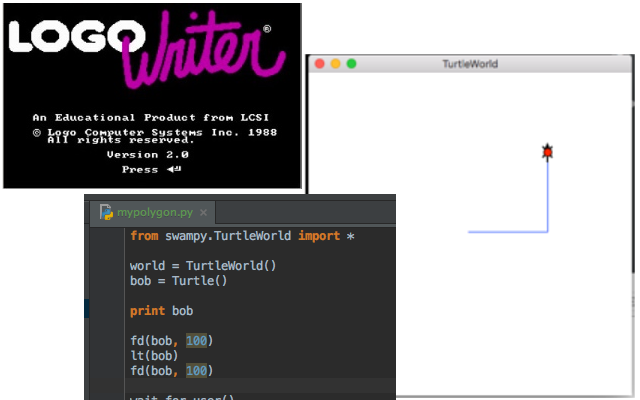 LOGO Writer®
An Educational Product from LCSI
© Logo Computer Systems Inc. 1988
All rights reserved.
Version 2.0
Press
TurtleWorld
mypolygon.py ×
from swampy.TurtleWorld import *
world = TurtleWorld()
bob = Turtle()
print bob
fd(bob, 100)
lt(bob)
fd(bob, 100)
wait_for_user()